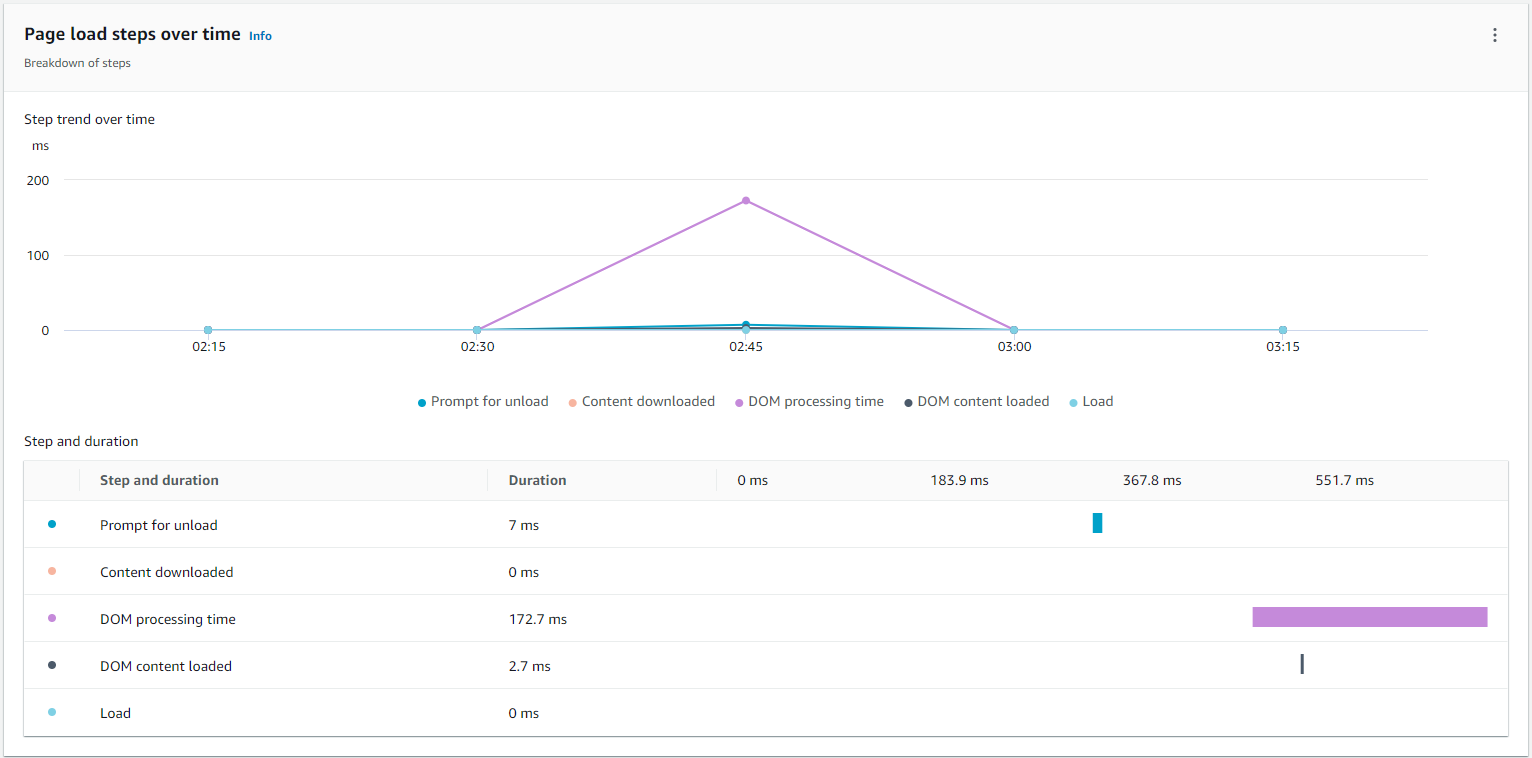 Page load steps over time Info
Breakdown of steps
Step trend over time
ms
200
100
0
02:15 02:30 02:45 03:00 03:15
Prompt for unload Content downloaded DOM processing time DOM content loaded Load
Step and duration
Step and duration Duration 0 ms 183.9 ms 367.8 ms 551.7 ms
Prompt for unload 7 ms
Content downloaded 0 ms
DOM processing time 172.7 ms
DOM content loaded 2.7 ms
Load 0 ms